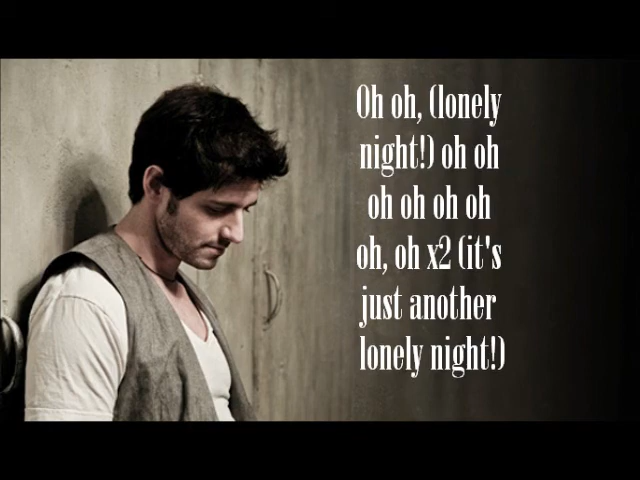 Oh oh, (lonely
night!) oh oh
oh oh oh oh
oh, oh x2 (it's
just another
lonely night!)